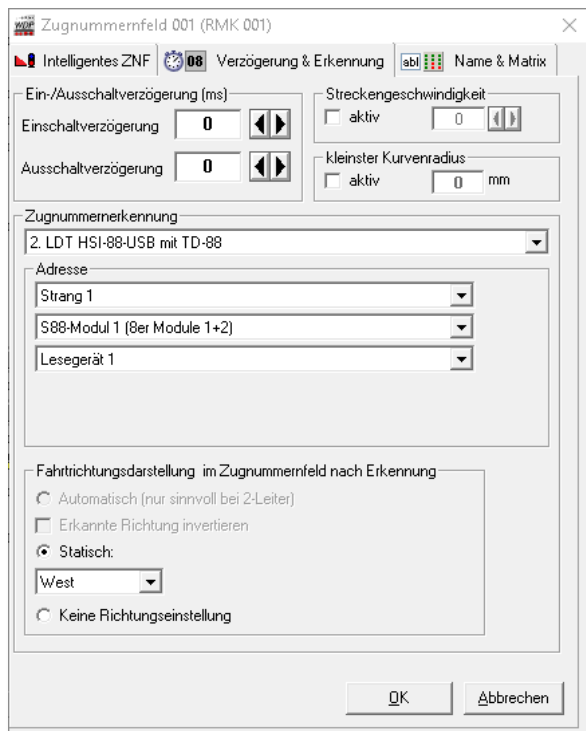 WDP Zugnummernfeld 001 (RMK 001)
Intelligentes ZNF
08 Verzögerung & Erkennung
abl Name & Matrix
Ein-/Ausschaltverzögerung (ms)
Einschaltverzögerung 0
Ausschaltverzögerung 0
Streckengeschwindigkeit
aktiv 0
kleinster Kurvenradius
aktiv 0 mm
Zugnummernerkennung
2. LDT HSI-88-USB mit TD-88
Adresse
Strang 1
S88-Modul 1 (8er Module 1+2)
Lesegerät 1
Fahrtrichtungsdarstellung im Zugnummernfeld nach Erkennung
Automatisch (nur sinnvoll bei 2-Leiter)
Erkannte Richtung invertieren
Statisch:
West
Keine Richtungseinstellung
OK Abbrechen